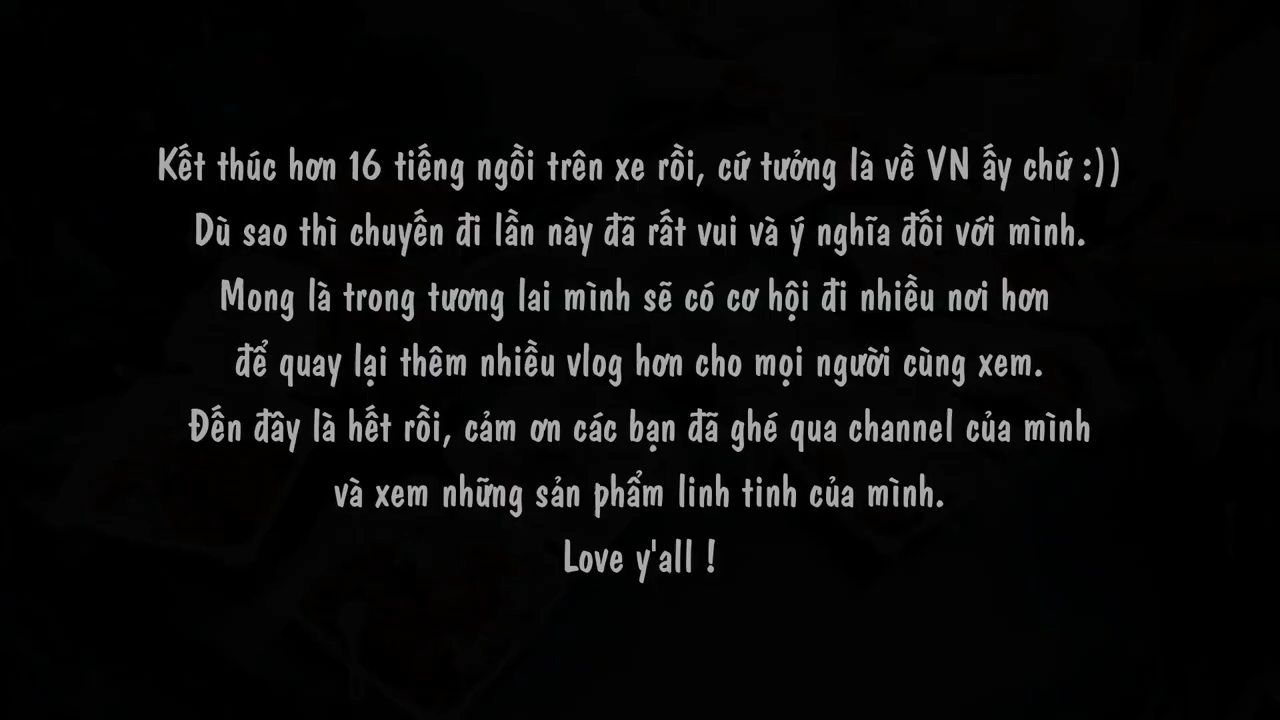 Kết thúc hơn 16 tiếng ngồi trên xe rồi, cứ tưởng là về VN ấy chứ :))
Dù sao thì chuyến đi lần này đã rất vui và ý nghĩa đối với mình.
Mong là trong tương lai mình sẽ có cơ hội đi nhiều nơi hơn
để quay lại thêm nhiều vlog hơn cho mọi người cùng xem.
Đến đây là hết rồi, cảm ơn các bạn đã ghé qua channel của mình
và xem những sản phẩm linh tinh của mình.
Love y'all !